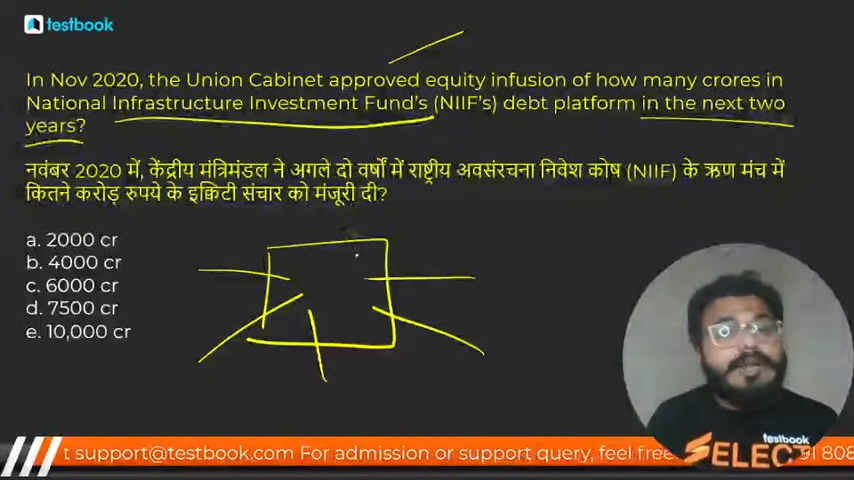 testbook
In Nov 2020, the Union Cabinet approved equity infusion of how many crores in
National Infrastructure Investment Fund's (NIIF's) debt platform in the next two
years?
नवंबर 2020 में, केंद्रीय मंत्रिमंडल ने अगले दो वर्षों में राष्ट्रीय अवसंरचना निवेश कोष (NIIF) के ऋण मंच में
कितने करोड़ रुपये के इक्विटी संचार को मंजूरी दी?
a. 2000 cr
b. 4000 cr
c. 6000 cr
d. 7500 cr
e. 10,000 cr
testbook
SELECT
t support@testbook.com For admission or support query, feel free 91 808